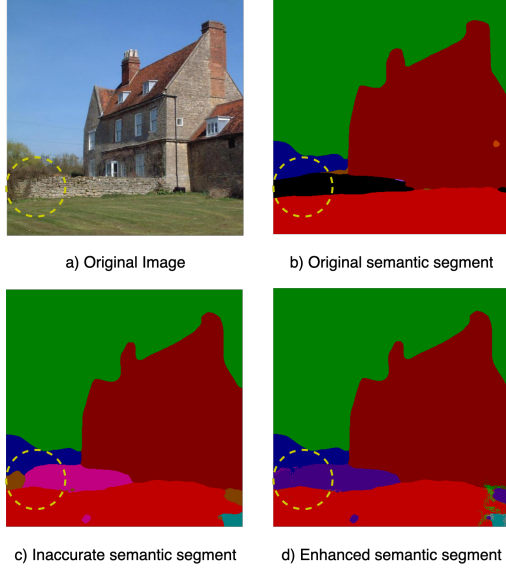 a) Original Image
b) Original semantic segment
c) Inaccurate semantic segment
d) Enhanced semantic segment